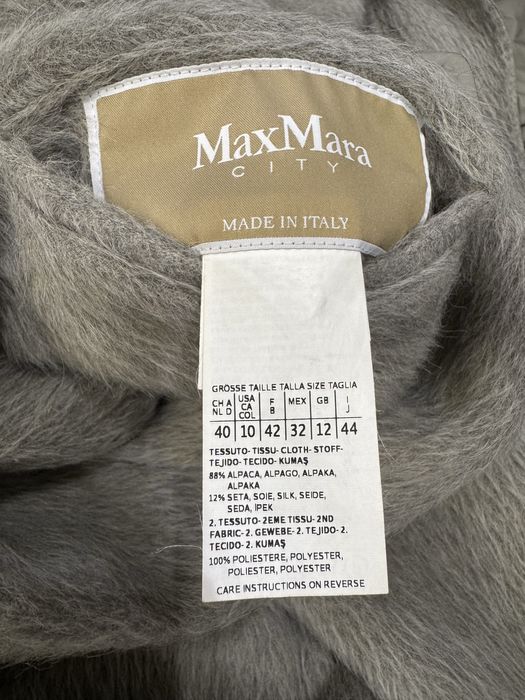 MaxMara
CITY
MADE IN ITALY
GRÖSSE TAILLE TALLA SIZE TAGLIA
CH A NL D USA CA COL F B MEX GB I J
40 10 42 32 12 44
TESSUTO-TISSU-CLOTH-STOFF-
TEJIDO-TECIDO-KUMAŞ
88% ALPACA, ALPAGO, ALPAKA,
ALPAKA
12% SETA, SOIE, SILK, SEIDE,
SEDA, İPEK
2. TESSUTO-2EME TISSU-2ND
FABRIC-2. GEWEBE-2. TEJIDO-2.
TECIDO-2. KUMAŞ
100% POLIESTERE, POLYESTER,
POLIESTER, POLYESTER
CARE INSTRUCTIONS ON REVERSE